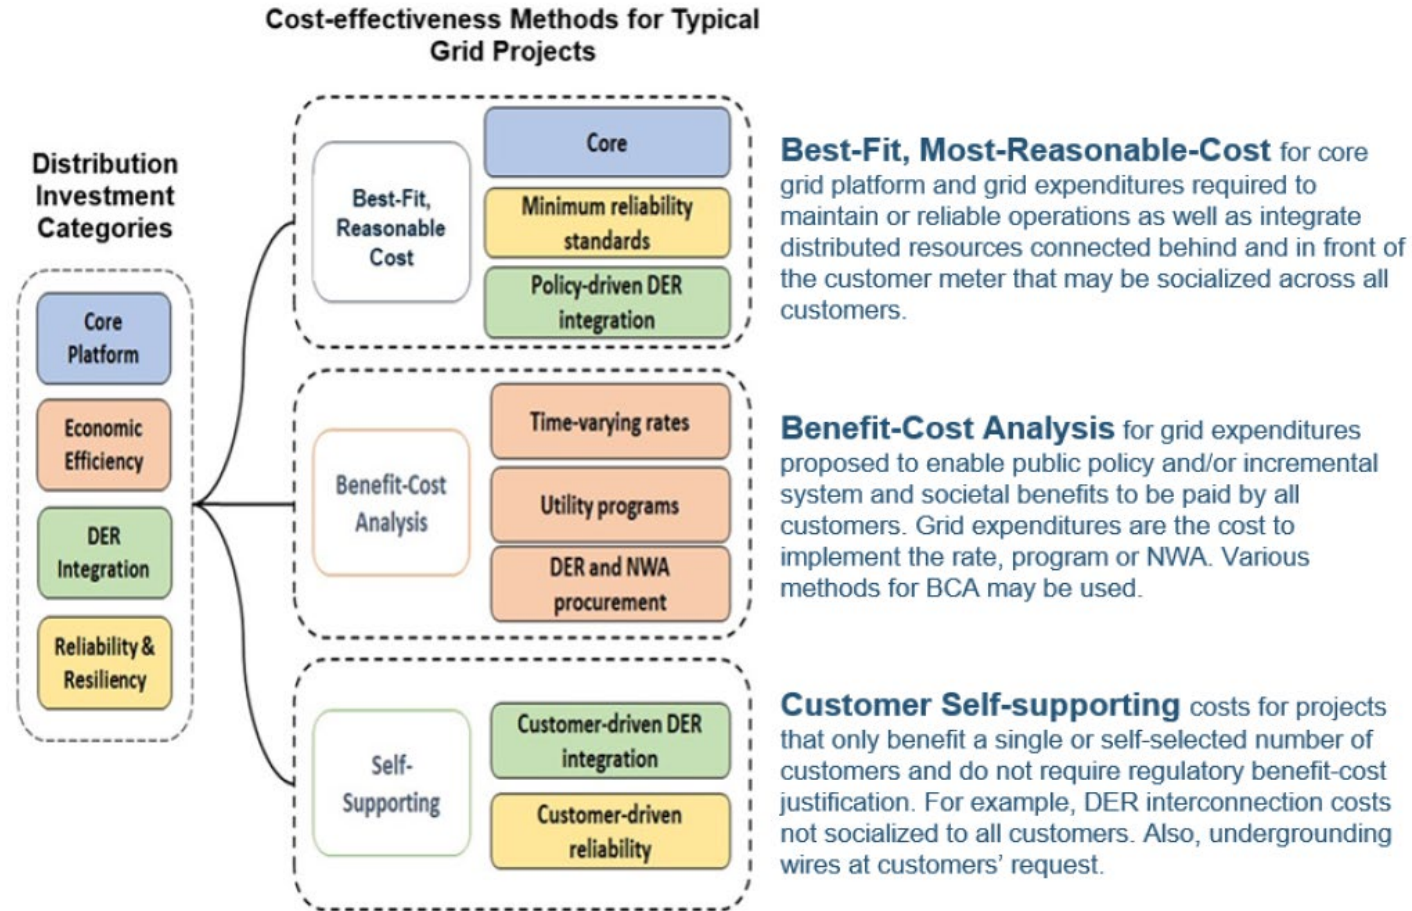 Cost-effectiveness Methods for Typical
Grid Projects
Distribution
Investment
Categories
Core
Platform
Economic
Efficiency
DER
Integration
Reliability &
Resiliency
Best-Fit,
Reasonable
Cost
Core
Minimum reliability
standards
Policy-driven DER
integration
Best-Fit, Most-Reasonable-Cost for core
grid platform and grid expenditures required to
maintain or reliable operations as well as integrate
distributed resources connected behind and in front of
the customer meter that may be socialized across all
customers.
Benefit-Cost
Analysis
Time-varying rates
Utility programs
DER and NWA
procurement
Benefit-Cost Analysis for grid expenditures
proposed to enable public policy and/or incremental
system and societal benefits to be paid by all
customers. Grid expenditures are the cost to
implement the rate, program or NWA. Various
methods for BCA may be used.
Self-
Supporting
Customer-driven DER
integration
Customer-driven
reliability
Customer Self-supporting costs for projects
that only benefit a single or self-selected number of
customers and do not require regulatory benefit-cost
justification. For example, DER interconnection costs
not socialized to all customers. Also, undergrounding
wires at customers' request.